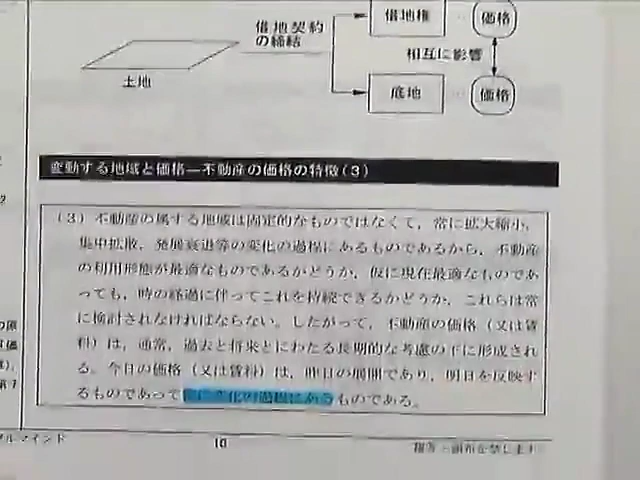 借地契約
の締結
借地権
価格
相互に影響
土地
底地
価格
変動する地域と価格―不動産の価格の特徴(3)
(3) 不動産の属する地域は固定的なものではなくて、常に拡大縮小、
集中拡散、発展衰退等の変化の過程にあるものであるから、不動産
の利用形態が最適なものであるかどうか、仮に現在最適なものであ
っても、時の経過に伴ってこれを持続できるかどうか、これらは常
に検討されなければならない。したがって、不動産の価格（又は賃
料）は、通常、過去と将来とにわたる長期的な考慮の下に形成され
る。今日の価格（又は賃料）は、昨日の展開であり、明日を反映す
るものであって常に変化の過程にあるものである。
10